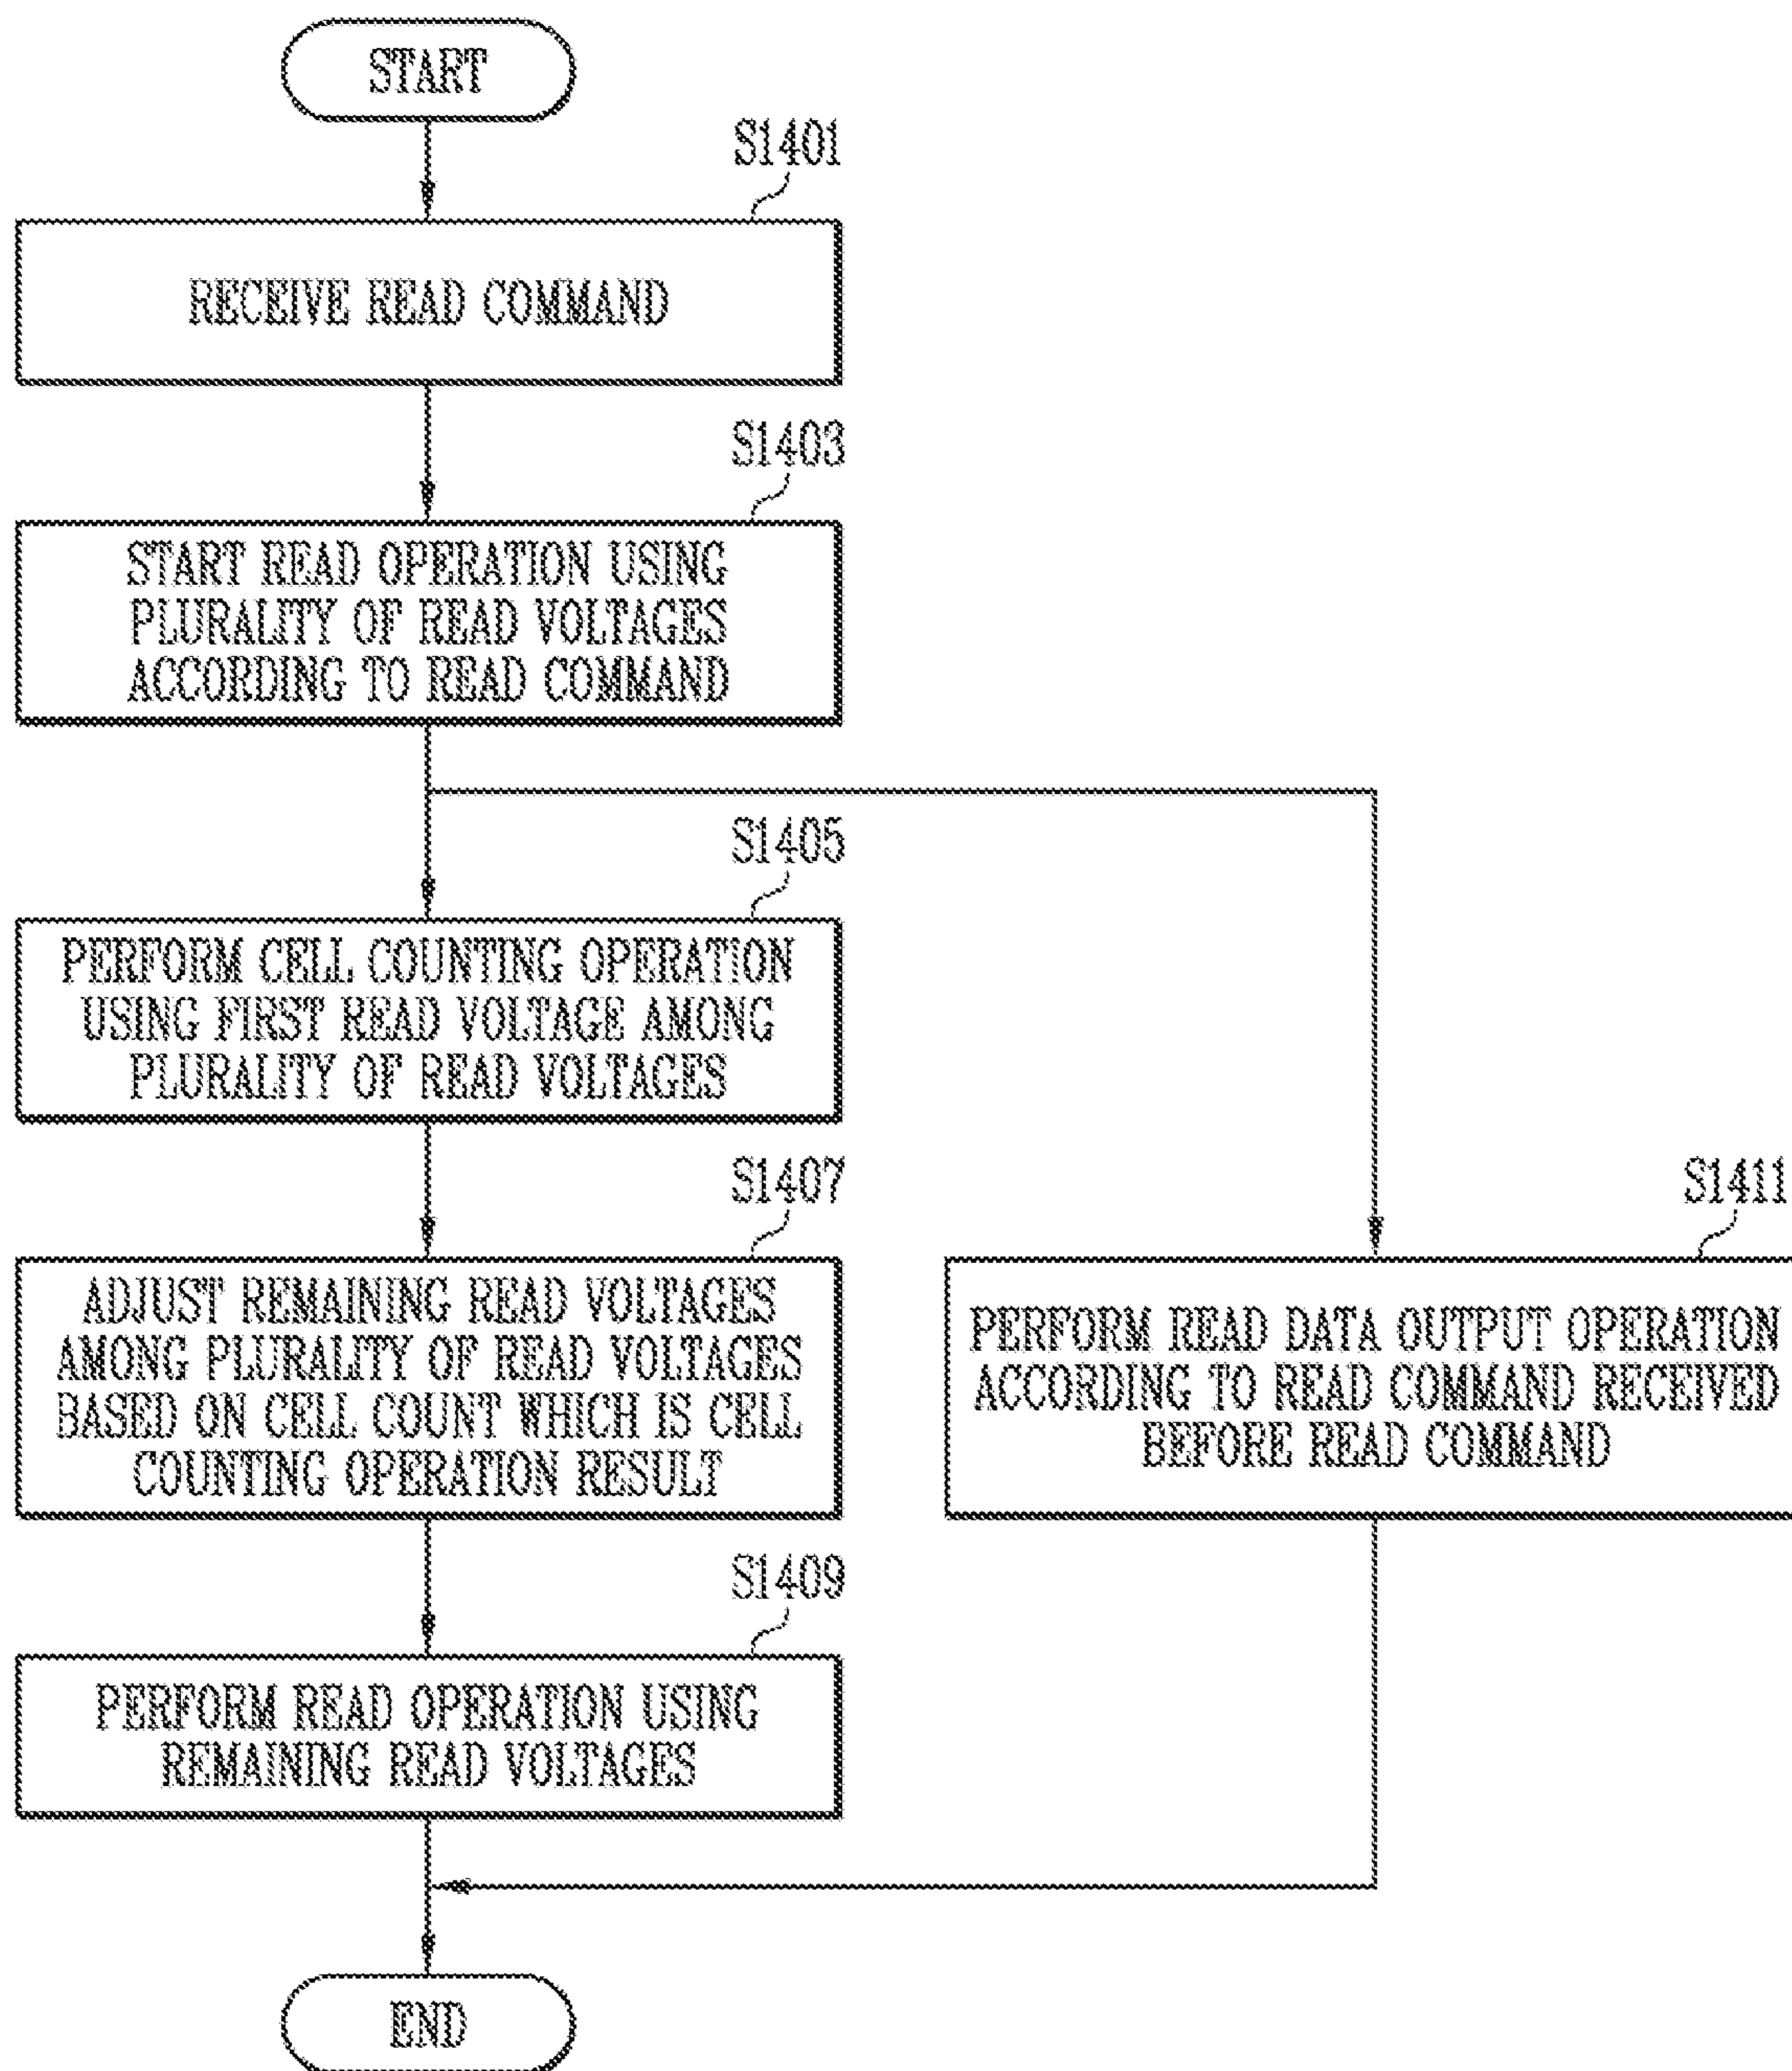 START
S1401
RECEIVE READ COMMAND
S1403
START READ OPERATION USING
PLURALITY OF READ VOLTAGES
ACCORDING TO READ COMMAND
S1405
PERFORM CELL COUNTING OPERATION
USING FIRST READ VOLTAGE AMONG
PLURALITY OF READ VOLTAGES
S1407
ADJUST REMAINING READ VOLTAGES
AMONG PLURALITY OF READ VOLTAGES
BASED ON CELL COUNT WHICH IS CELL
COUNTING OPERATION RESULT
S1411
PERFORM READ DATA OUTPUT OPERATION
ACCORDING TO READ COMMAND RECEIVED
BEFORE READ COMMAND
S1409
PERFORM READ OPERATION USING
REMAINING READ VOLTAGES
END